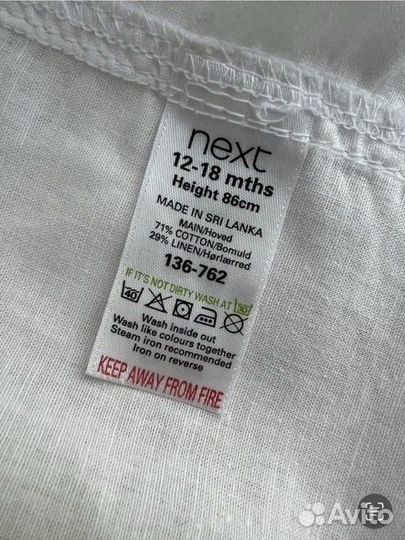 next
12-18 mths
Height 86cm
MADE IN SRI LANKA
MAIN/Hoved
71% COTTON/Bomuld
29% LINEN/Hørlærred
136-762
IF IT'S NOT DIRTY WASH AT 30
40
Wash inside out
Wash like colours together
Steam iron recommended
Iron on reverse
KEEP AWAY FROM FIRE
Avito